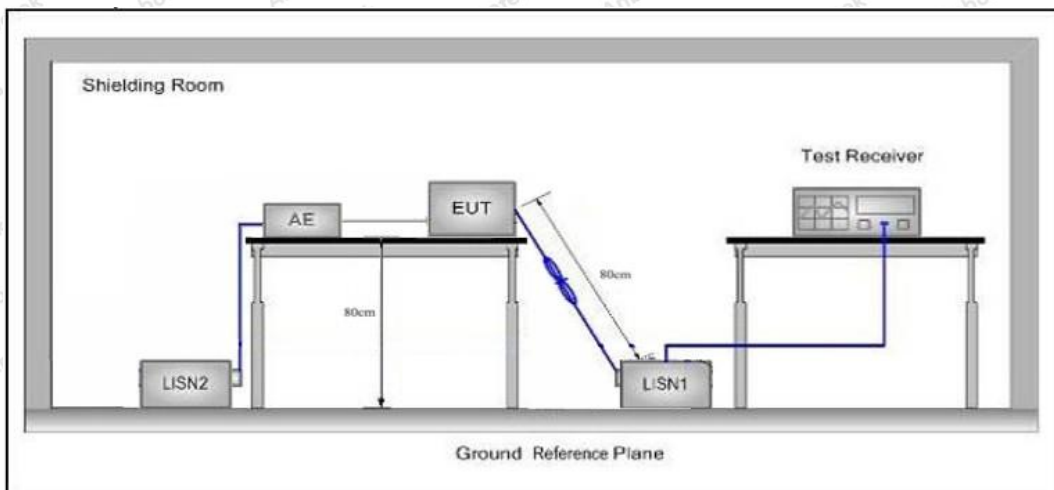 Shielding Room
Test Receiver
EUT
AE
80cm
80cm
LISN2
LISN1
Ground Reference Plane